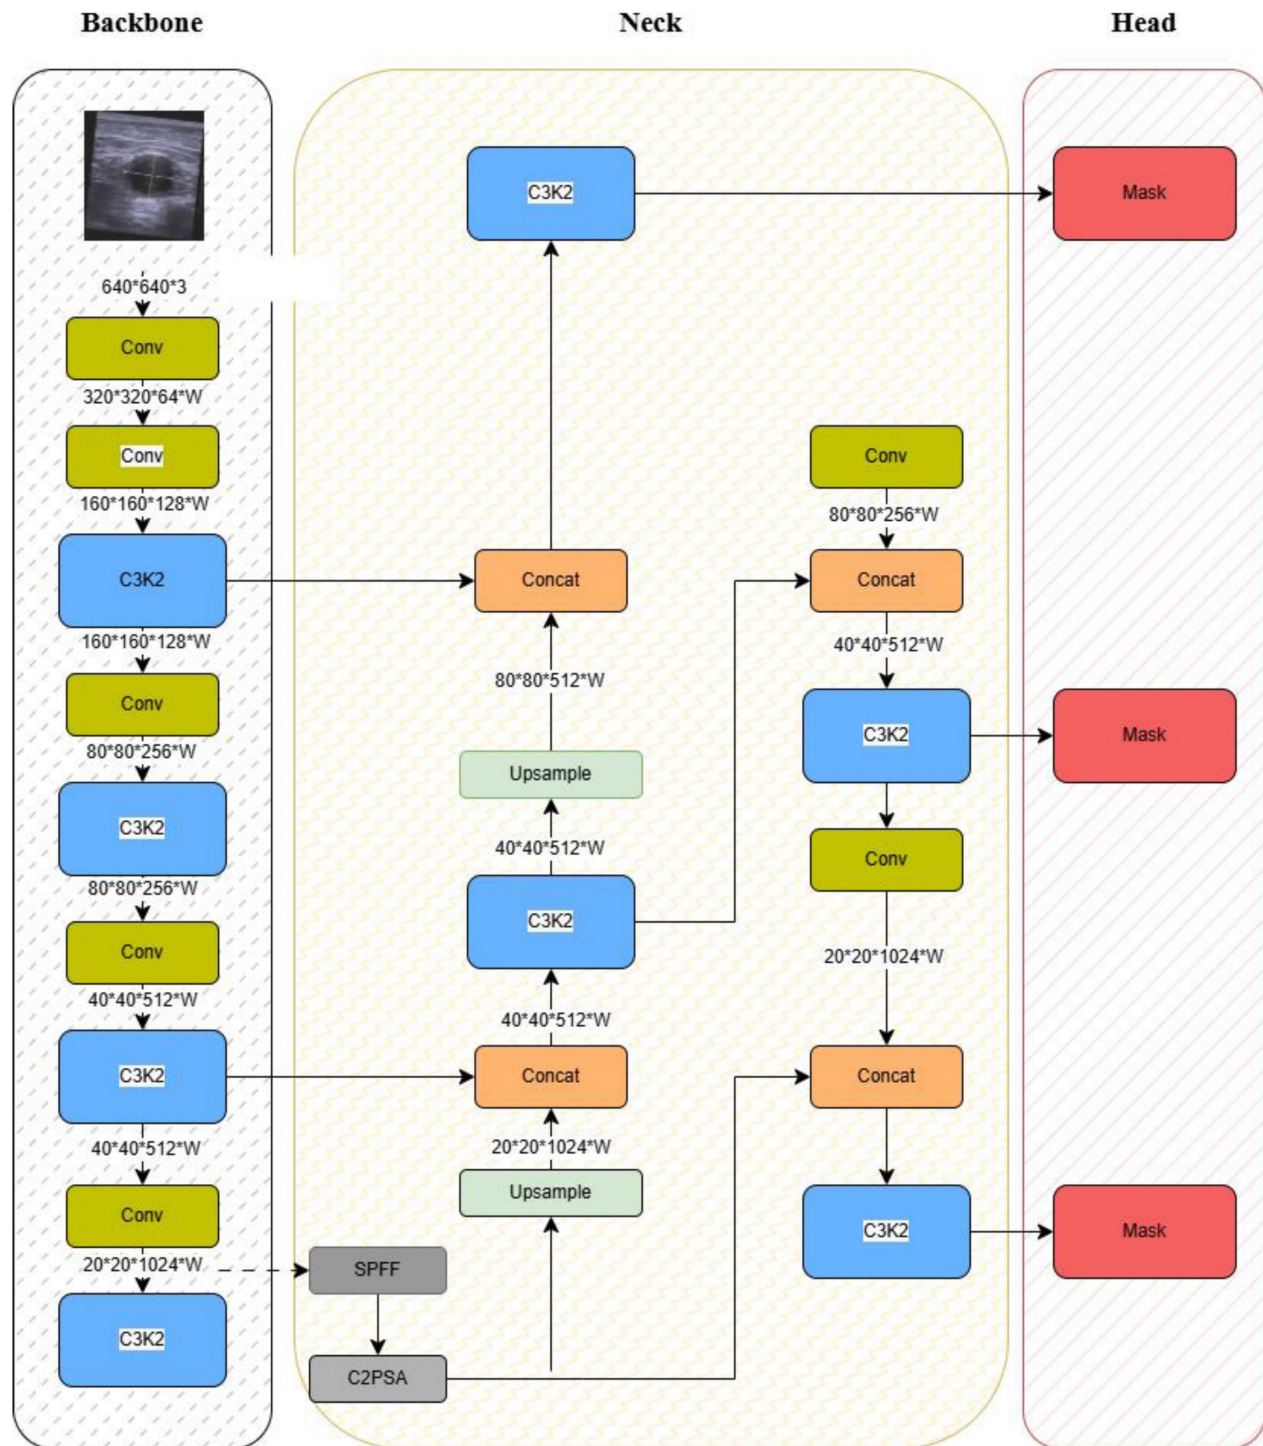 Backbone
Neck
Head
640*640*3
Conv
320*320*64*W
Conv
160*160*128*W
C3K2
160*160*128*W
Conv
80*80*256*W
C3K2
80*80*256*W
Conv
40*40*512*W
C3K2
40*40*512*W
Conv
20*20*1024*W
C3K2
C3K2
Concat
80*80*512*W
Upsample
40*40*512*W
C3K2
40*40*512*W
Concat
20*20*1024*W
Upsample
SPFF
C2PSA
Conv
80*80*256*W
Concat
40*40*512*W
C3K2
Conv
20*20*1024*W
Concat
C3K2
Mask
Mask
Mask